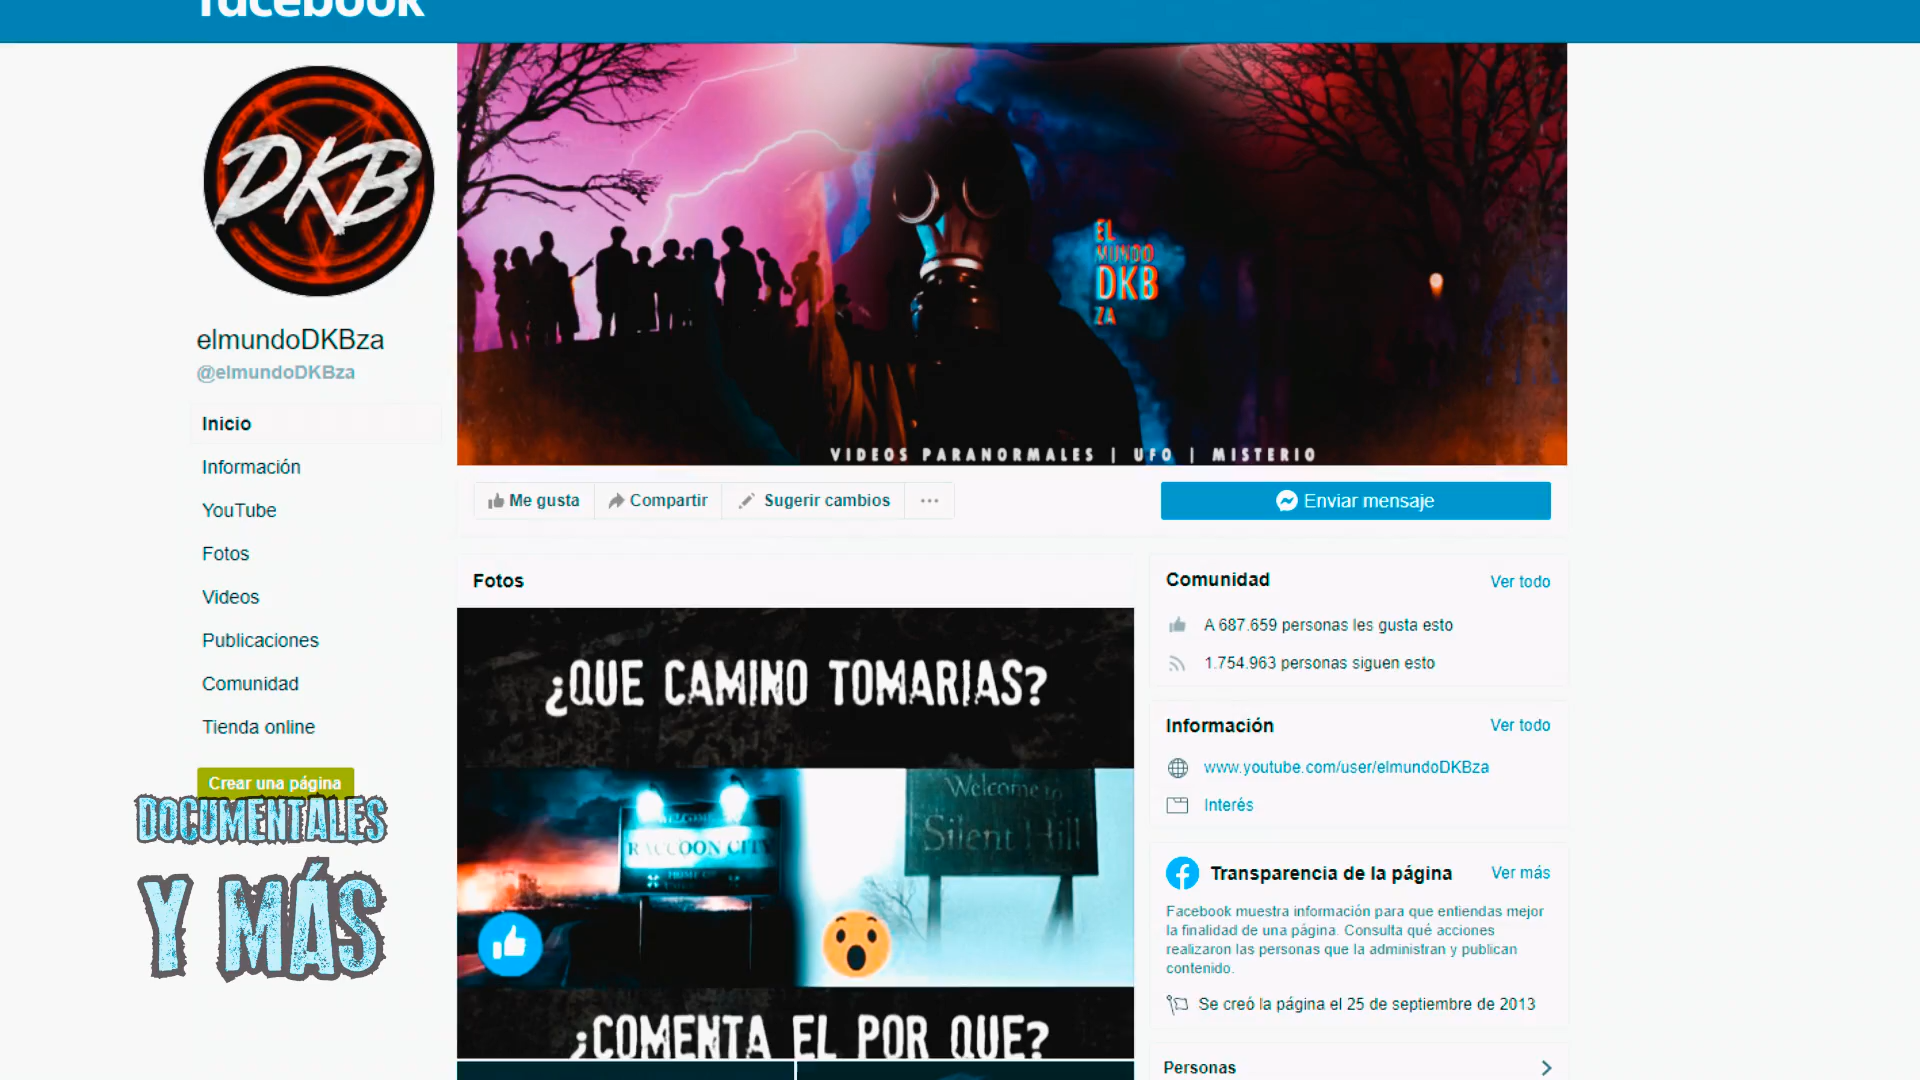 facebook
DKB
elmundoDKBza
@elmundoDKBza
Inicio
Información
YouTube
Fotos
Videos
Publicaciones
Comunidad
Tienda online
Crear una página
DOCUMENTALES
Y MÁS
EL
MUNDO
DKB
ZA
VIDEOS PARANORMALES | UFO | MISTERIO
Me gusta
Compartir
Sugerir cambios
Enviar mensaje
Fotos
¿QUE CAMINO TOMARIAS?
RACCOON CITY
HOME OF
Welcome to
Silent Hill
¿COMENTA EL POR QUE?
Comunidad
Ver todo
A 687.659 personas les gusta esto
1.754.963 personas siguen esto
Información
Ver todo
www.youtube.com/user/elmundoDKBza
Interés
Transparencia de la página
Ver más
Facebook muestra información para que entiendas mejor
la finalidad de una página. Consulta qué acciones
realizaron las personas que la administran y publican
contenido.
Se creó la página el 25 de septiembre de 2013
Personas